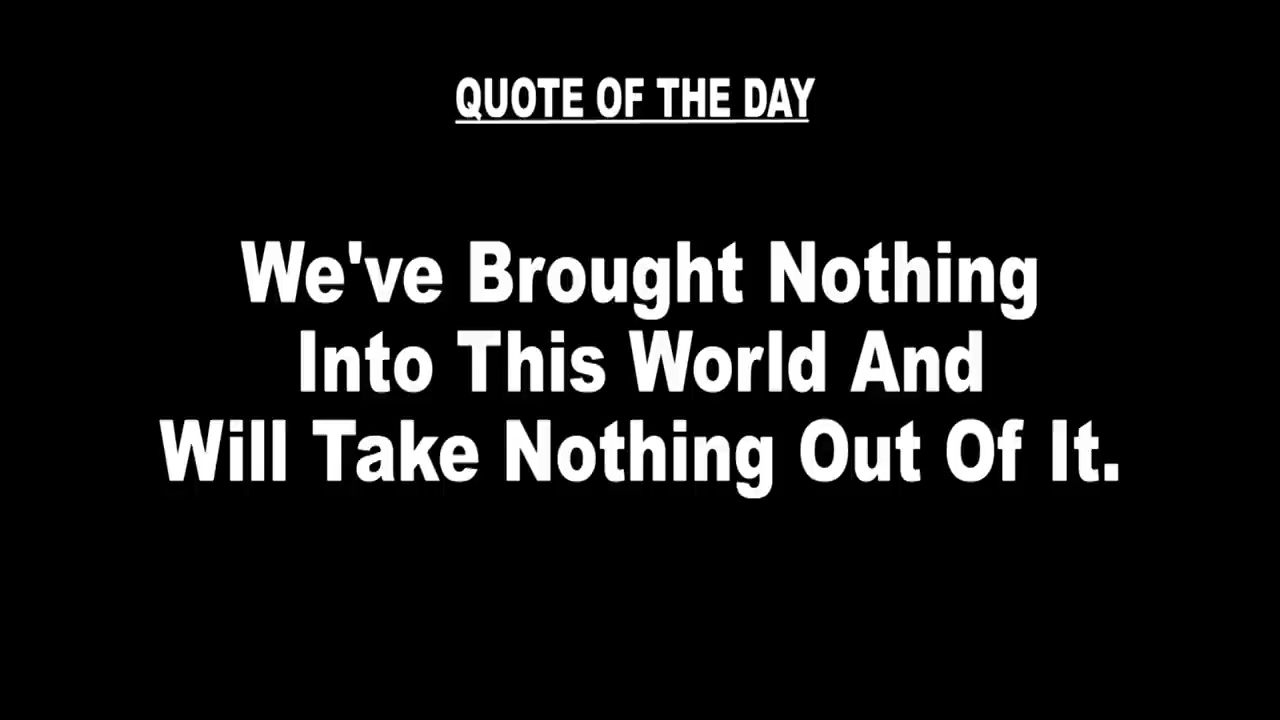 QUOTE OF THE DAY
We've Brought Nothing
Into This World And
Will Take Nothing Out Of It.